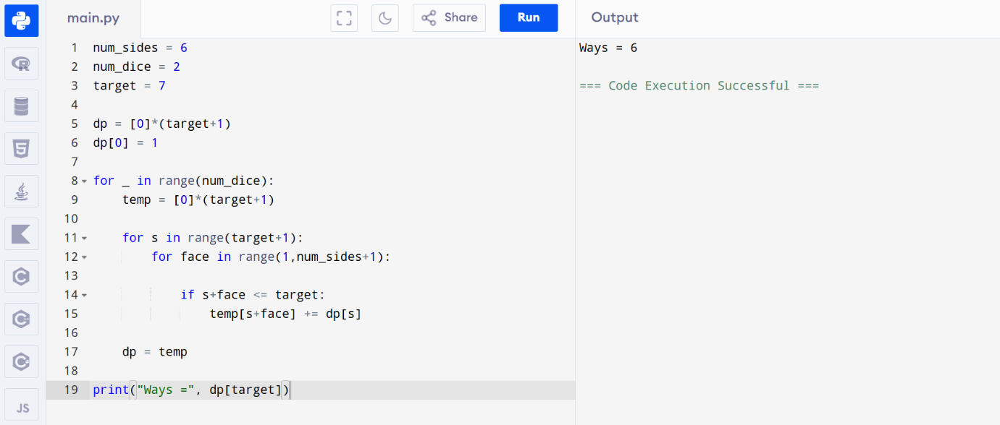 main.py
Share
Run
Output
1 num_sides = 6
2 num_dice = 2
3 target = 7
4
5 dp = [0]*(target+1)
6 dp[0] = 1
7
8 for _ in range(num_dice):
9     temp = [0]*(target+1)
10
11     for s in range(target+1):
12         for face in range(1,num_sides+1):
13
14             if s+face <= target:
15                 temp[s+face] += dp[s]
16
17     dp = temp
18
19 print("Ways =", dp[target])
Ways = 6
=== Code Execution Successful ===
R
5
C
C
C
JS